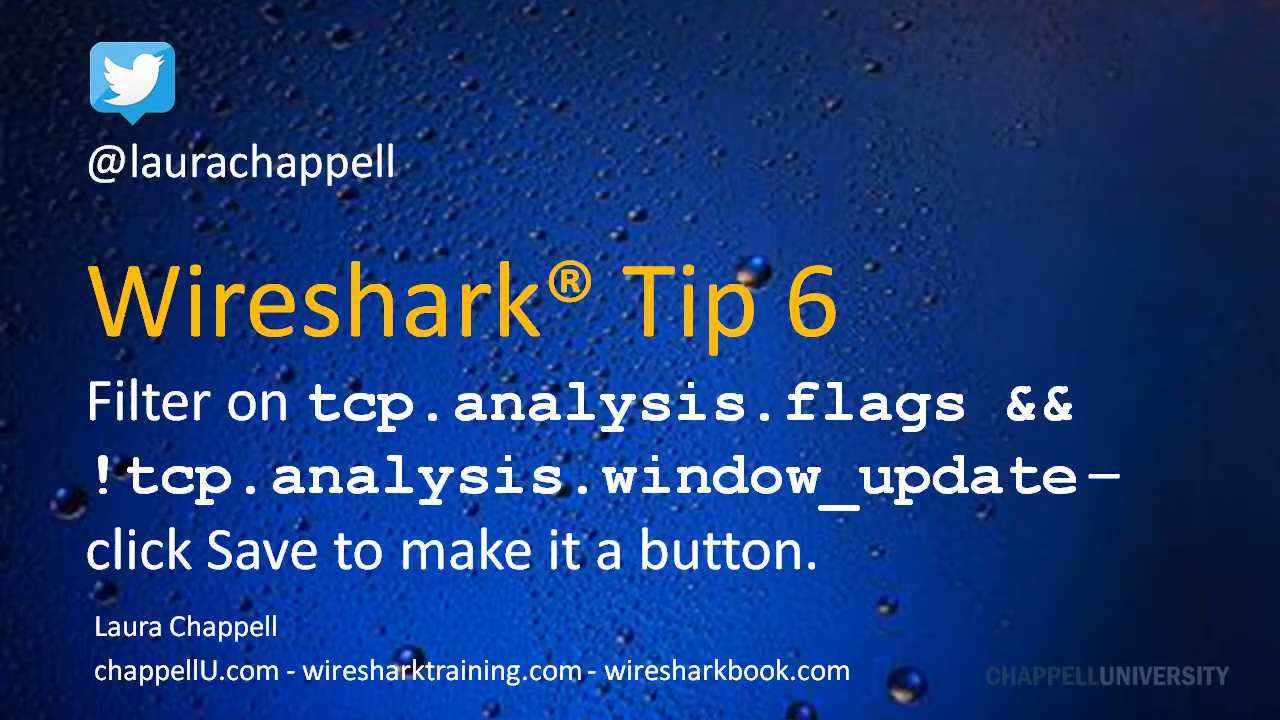 @laurachappell
Wireshark® Tip 6
Filter on tcp.analysis.flags &&
!tcp.analysis.window_update–
click Save to make it a button.
Laura Chappell
chappellU.com - wiresharktraining.com - wiresharkbook.com
CHAPPELLUNIVERSITY